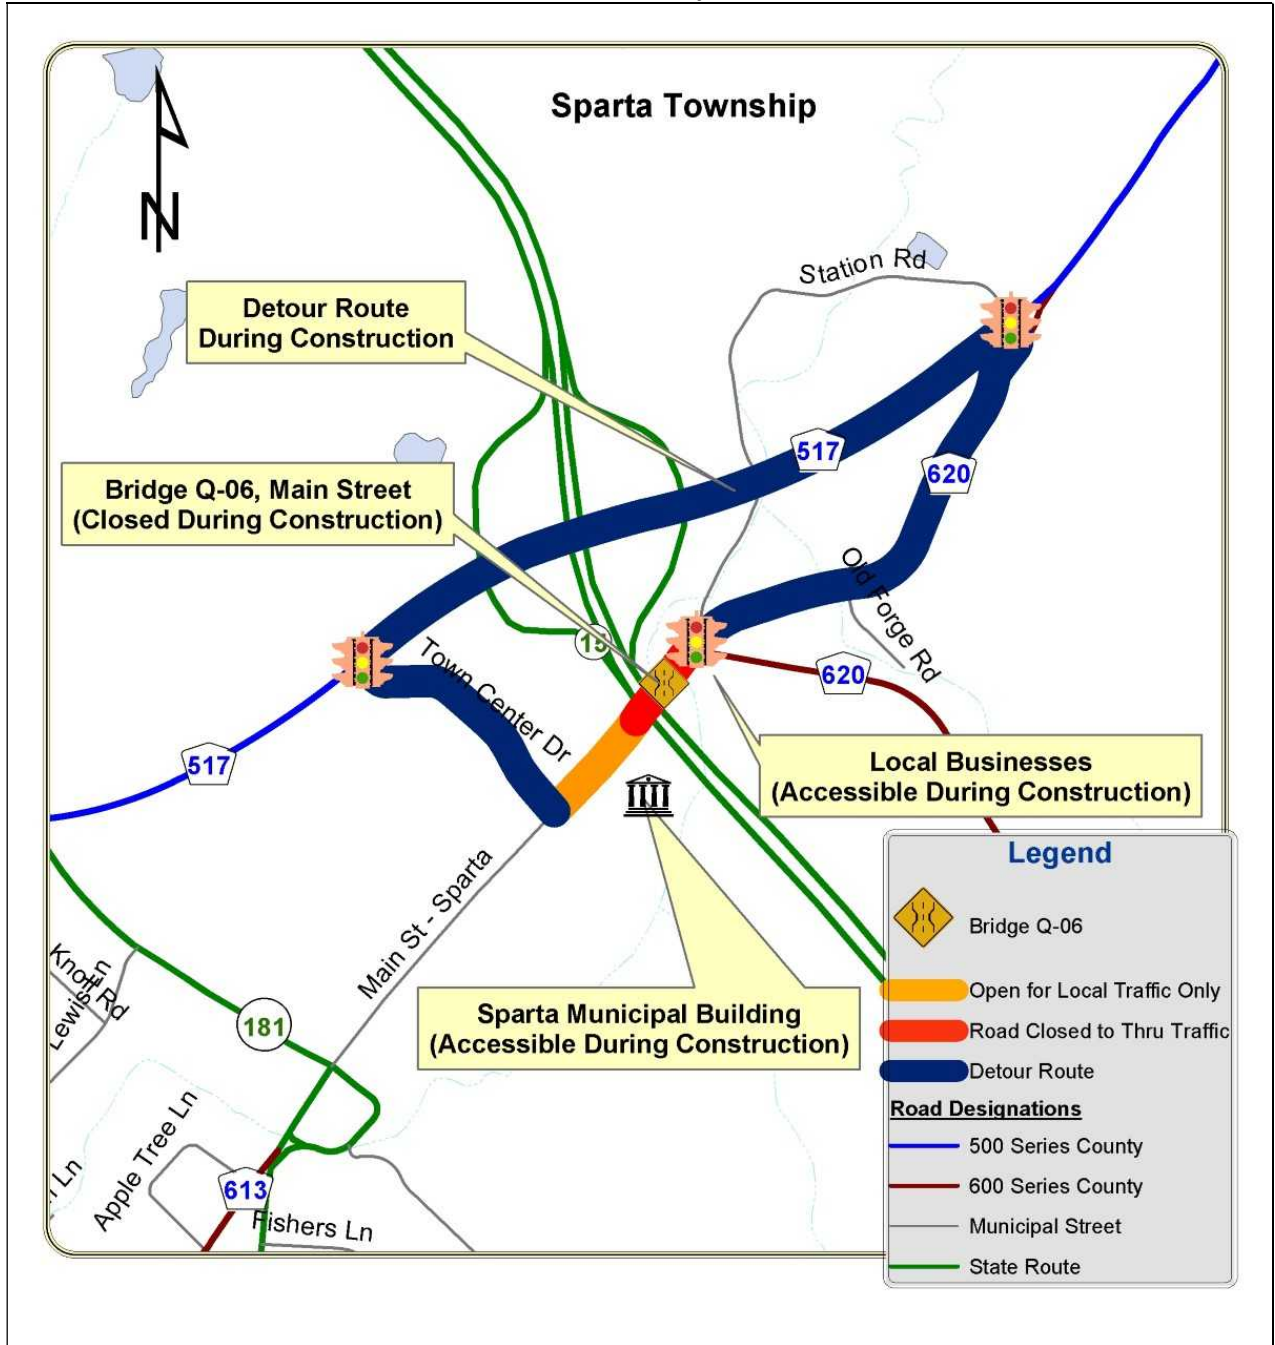 Sparta Township
N
Station Rd
Detour Route
During Construction
517
620
Bridge Q-06, Main Street
(Closed During Construction)
Old Forge Rd
15
Town Center Dr
620
517
Local Businesses
(Accessible During Construction)
Main St - Sparta
Knoll Rd
Lewis Ln
181
Sparta Municipal Building
(Accessible During Construction)
Apple Tree Ln
Ln
613
Fishers Ln
Legend
Bridge Q-06
Open for Local Traffic Only
Road Closed to Thru Traffic
Detour Route
Road Designations
500 Series County
600 Series County
Municipal Street
State Route